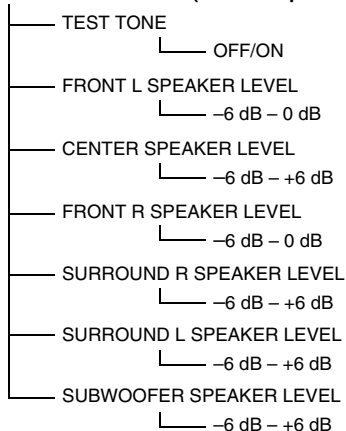 TEST TONE
OFF/ON
FRONT L SPEAKER LEVEL
–6 dB – 0 dB
CENTER SPEAKER LEVEL
–6 dB – +6 dB
FRONT R SPEAKER LEVEL
–6 dB – 0 dB
SURROUND R SPEAKER LEVEL
–6 dB – +6 dB
SURROUND L SPEAKER LEVEL
–6 dB – +6 dB
SUBWOOFER SPEAKER LEVEL
–6 dB – +6 dB